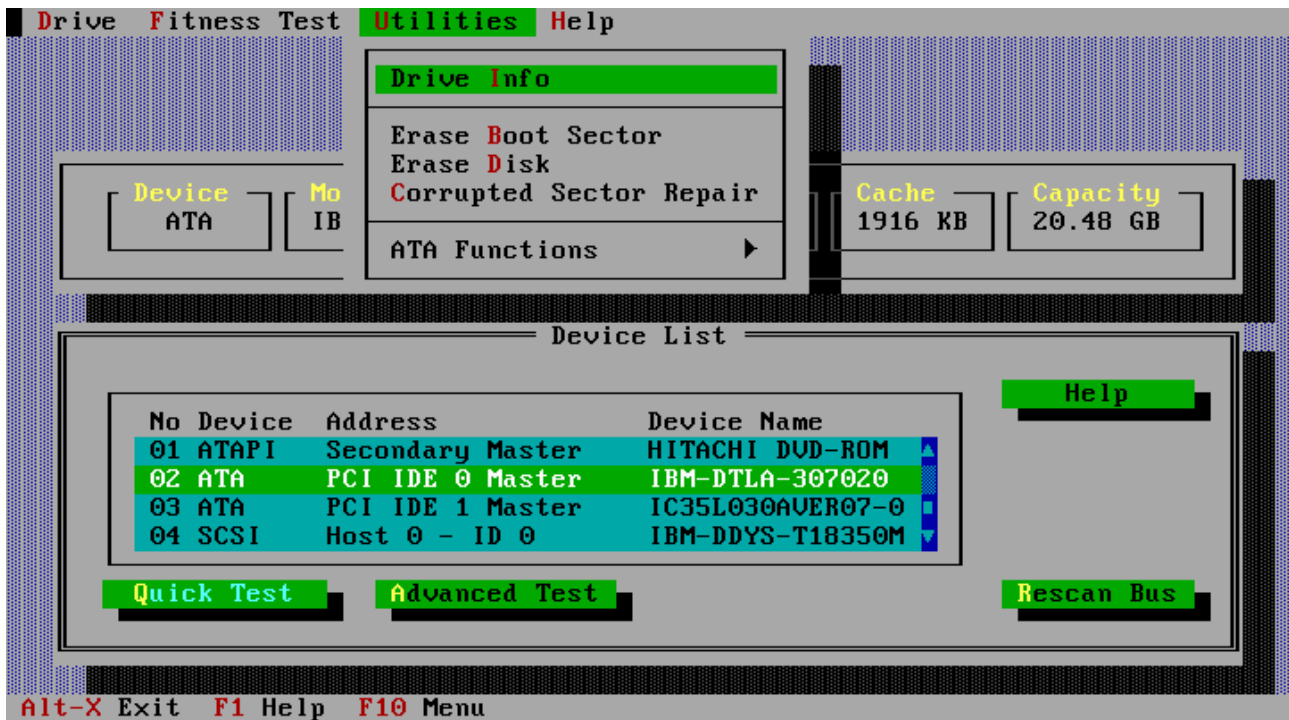 Drive Fitness Test Utilities Help
Drive Info
Erase Boot Sector
Erase Disk
Corrupted Sector Repair
ATA Functions
Device Mo Cache Capacity
ATA IB 1916 KB 20.48 GB
Device List
Help
No Device Address Device Name
01 ATAPI Secondary Master HITACHI DVD-ROM
02 ATA PCI IDE 0 Master IBM-DTLA-307020
03 ATA PCI IDE 1 Master IC35L030AVER07-0
04 SCSI Host 0 - ID 0 IBM-DDYS-T18350M
Quick Test Advanced Test Rescan Bus
Alt-X Exit F1 Help F10 Menu